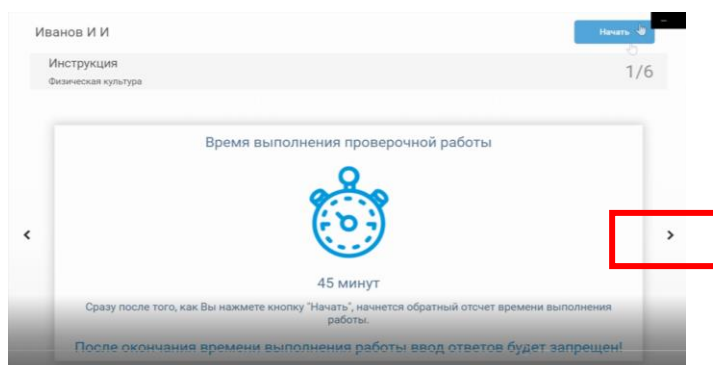 Иванов И И
Начать
Инструкция
Физическая культура
1/6
Время выполнения проверочной работы
45 минут
Сразу после того, как Вы нажмете кнопку "Начать", начнется обратный отсчет времени выполнения
работы.
После окончания времени выполнения работы ввод ответов будет запрещен!